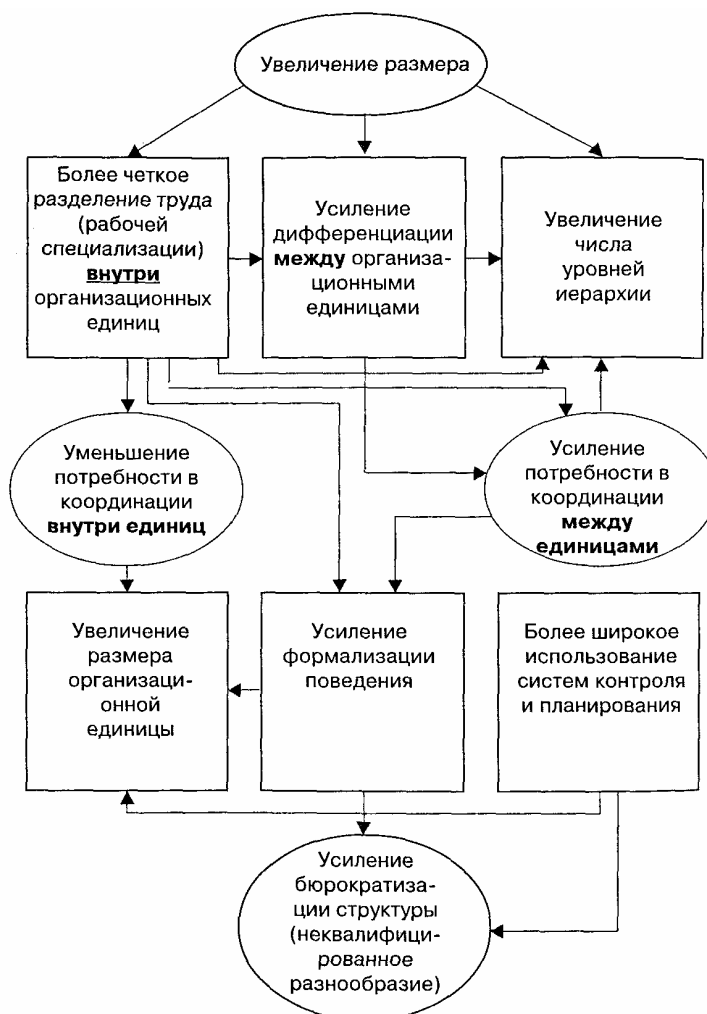 Увеличение размера
Более четкое
разделение труда
(рабочей
специализации)
внутри
организационных
единиц
Усиление
дифференциации
между организа-
ционными
единицами
Увеличение
числа
уровней
иерархии
Уменьшение
потребности в
координации
внутри единиц
Усиление
потребности в
координации
между
единицами
Увеличение
размера
организаци-
онной
единицы
Усиление
формализации
поведения
Более широкое
использование
систем контроля
и планирования
Усиление
бюрократиза-
ции структуры
(неквалифици-
рованное
разнообразие)